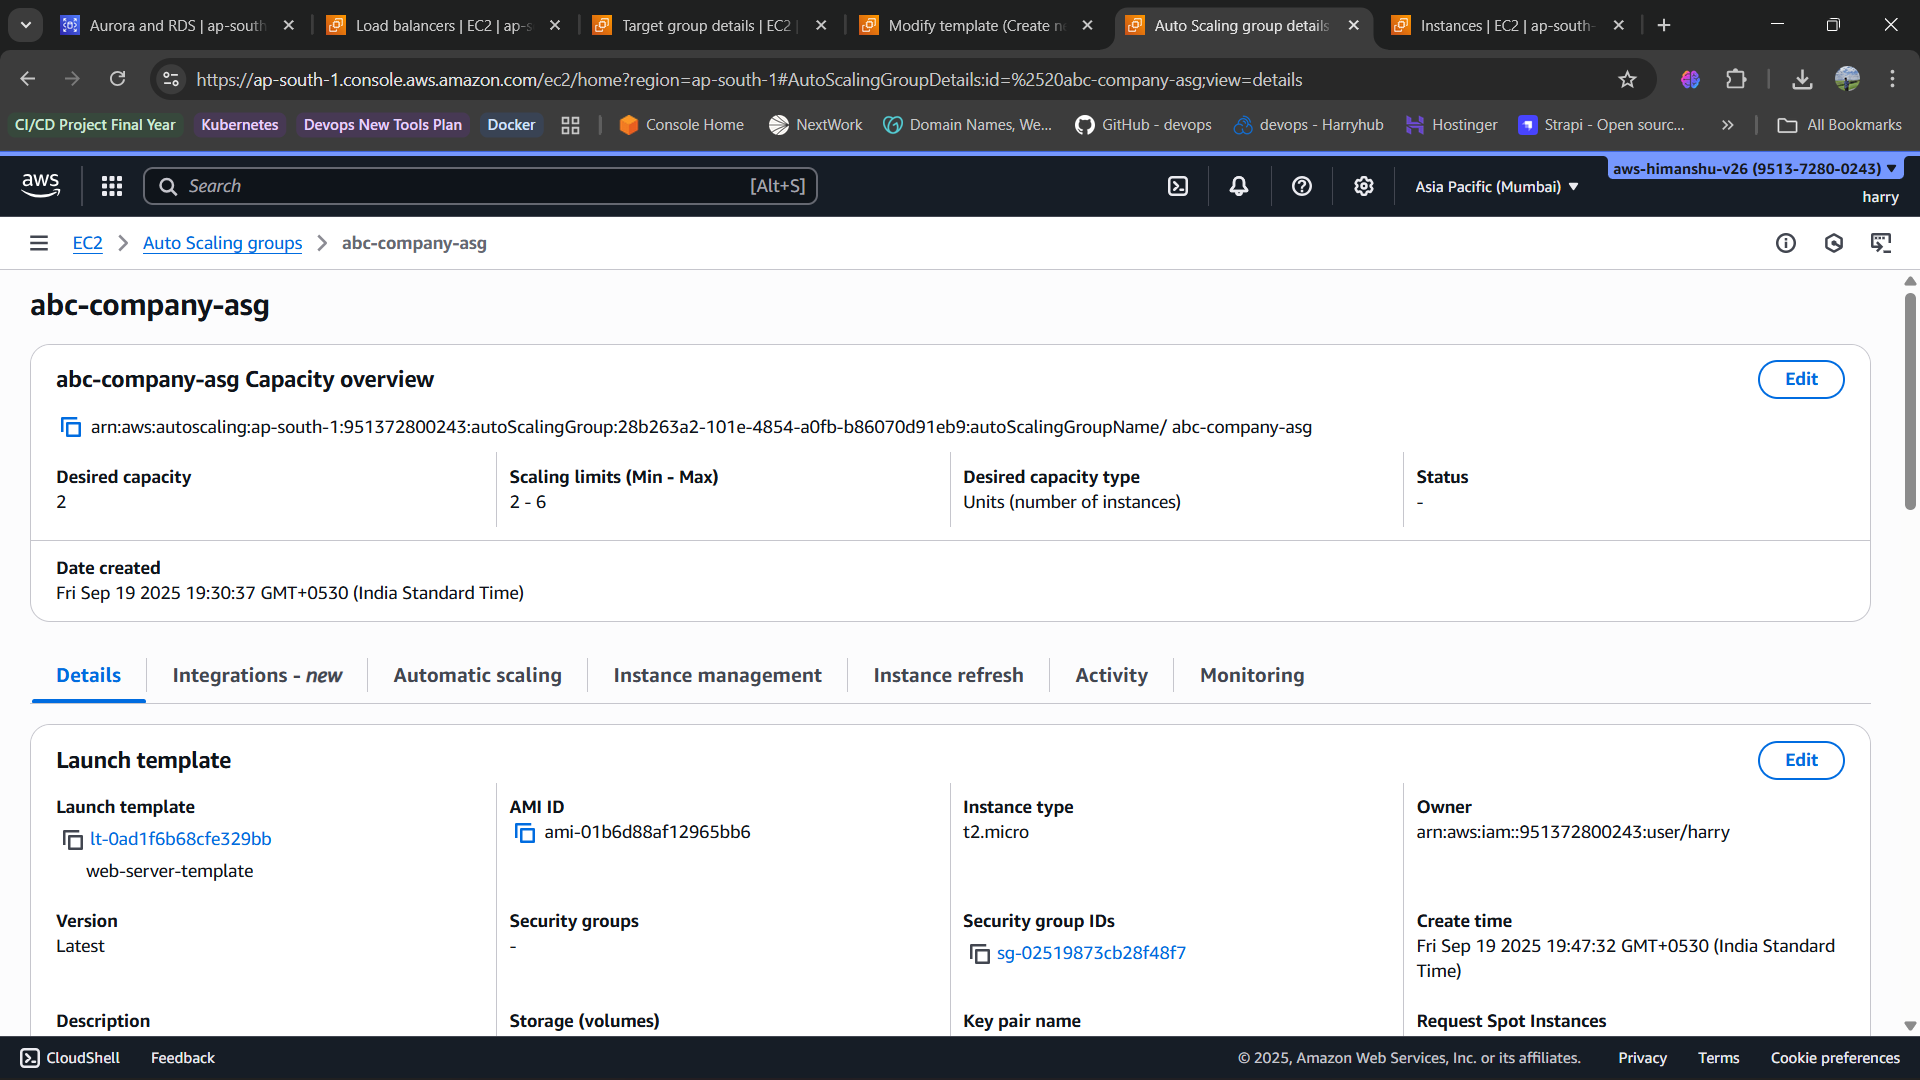 Aurora and RDS | ap-south
Load balancers | EC2 | ap-s
Target group details | EC2 |
Modify template (Create ne
Auto Scaling group details
Instances | EC2 | ap-south-
https://ap-south-1.console.aws.amazon.com/ec2/home?region=ap-south-1#AutoScalingGroupDetails:id=%2520abc-company-asg;view=details
CI/CD Project Final Year
Kubernetes
Devops New Tools Plan
Docker
Console Home
NextWork
Domain Names, We...
GitHub - devops
devops - Harryhub
Hostinger
Strapi - Open sourc...
All Bookmarks
aws
Search
[Alt+S]
Asia Pacific (Mumbai)
aws-himanshu-v26 (9513-7280-0243)
harry
EC2
Auto Scaling groups
abc-company-asg
abc-company-asg
abc-company-asg Capacity overview
Edit
arn:aws:autoscaling:ap-south-1:951372800243:autoScalingGroup:28b263a2-101e-4854-a0fb-b86070d91eb9:autoScalingGroupName/ abc-company-asg
Desired capacity
2
Scaling limits (Min - Max)
2 - 6
Desired capacity type
Units (number of instances)
Status
-
Date created
Fri Sep 19 2025 19:30:37 GMT+0530 (India Standard Time)
Details
Integrations - new
Automatic scaling
Instance management
Instance refresh
Activity
Monitoring
Launch template
Edit
Launch template
lt-0ad1f6b68cfe329bb
web-server-template
AMI ID
ami-01b6d88af12965bb6
Instance type
t2.micro
Owner
arn:aws:iam::951372800243:user/harry
Version
Latest
Security groups
-
Security group IDs
sg-02519873cb28f48f7
Create time
Fri Sep 19 2025 19:47:32 GMT+0530 (India Standard
Time)
Description
Storage (volumes)
Key pair name
Request Spot Instances
CloudShell
Feedback
© 2025, Amazon Web Services, Inc. or its affiliates.
Privacy
Terms
Cookie preferences